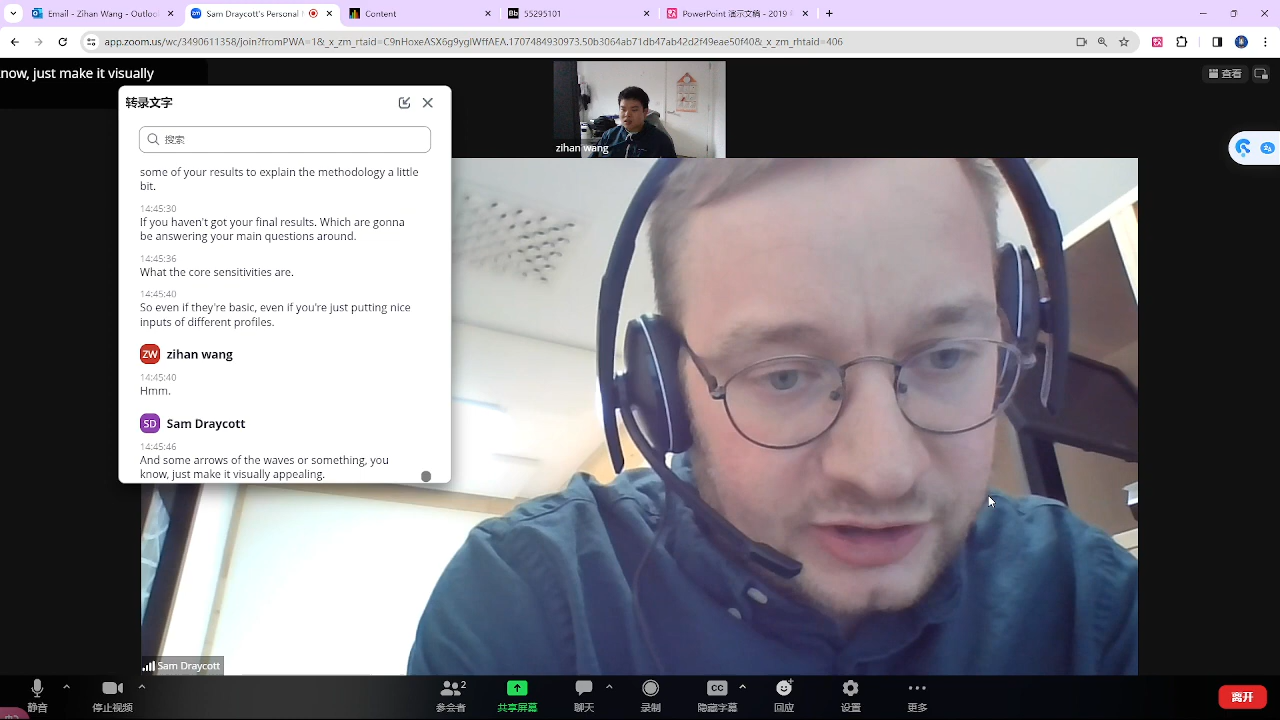 Email - Zihan Wang - Outloo
Sam Draycott's Personal
Content
55295101
PowerPoint 演示文稿 - 2019
app.zoom.us/wc/3490611358/join?fromPWA=1&_x_zm_rtaid=C9nHoxeASX6g9yglWffAEA.1707484930973.50b3064ab71db47ab42d2f49eae50f40&_x_zm_rhtaid=406
now, just make it visually
查看
转录文字
搜索
zihan wang
some of your results to explain the methodology a little
bit.
14:45:30
If you haven't got your final results. Which are gonna
be answering your main questions around.
14:45:36
What the core sensitivities are.
14:45:40
So even if they're basic, even if you're just putting nice
inputs of different profiles.
ZW zihan wang
14:45:40
Hmm.
SD Sam Draycott
14:45:46
And some arrows of the waves or something, you
know, just make it visually appealing.
Sam Draycott
静音
停止视频
2
参会者
共享屏幕
聊天
录制
CC
隐藏字幕
回应
设置
更多
离开